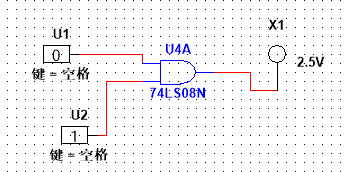 X1
U1
U4A
0
2.5V
键 = 空格
74LS08N
U2
1
键 = 空格